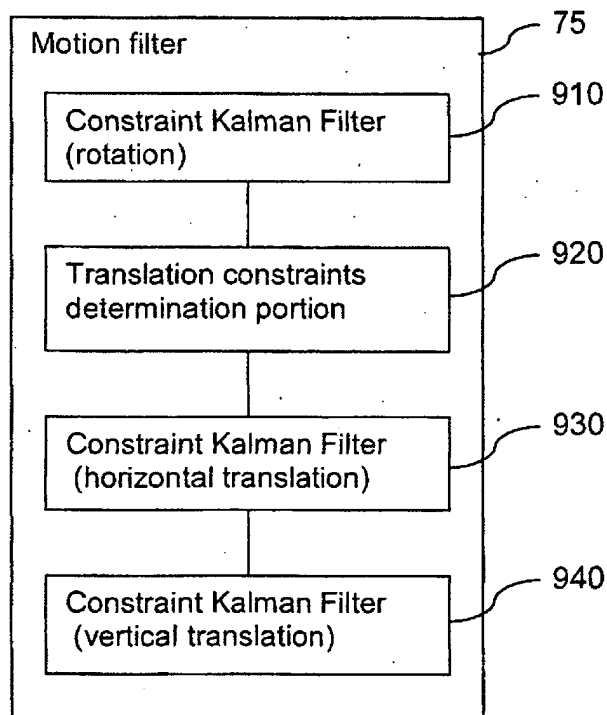 75
Motion filter
910
Constraint Kalman Filter
(rotation)
920
Translation constraints
determination portion
930
Constraint Kalman Filter
(horizontal translation)
940
Constraint Kalman Filter
(vertical translation)